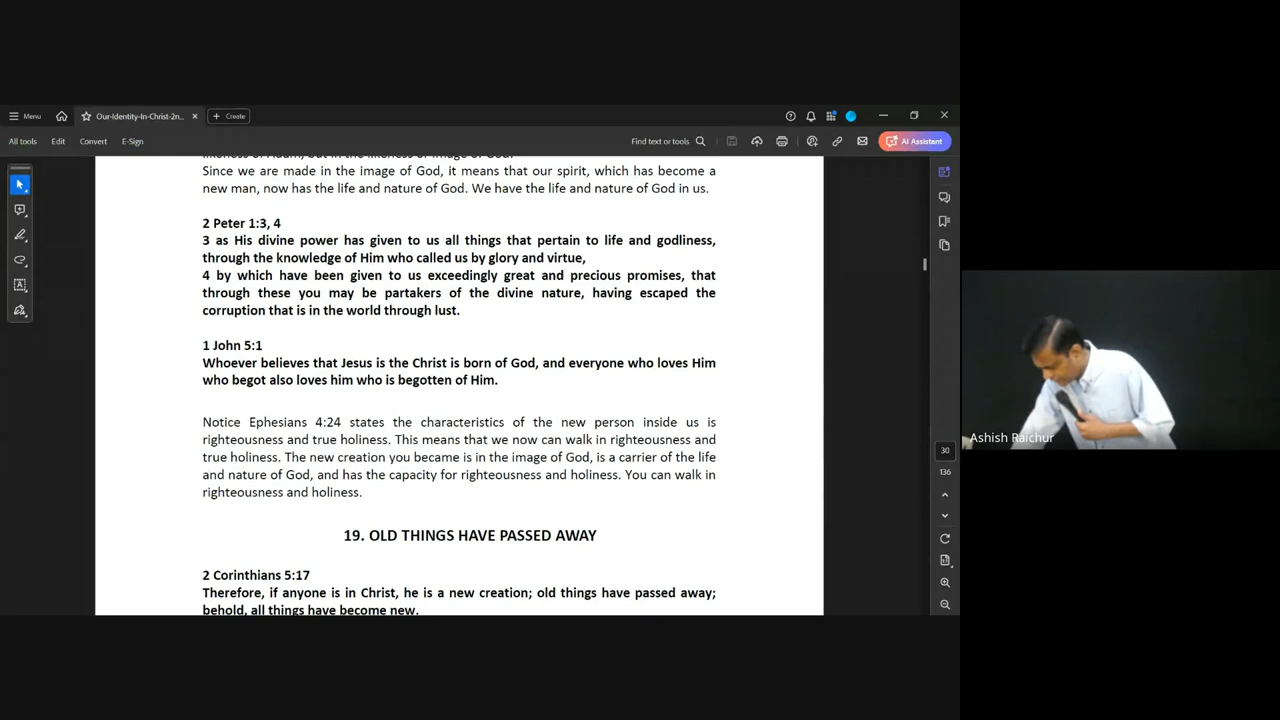 Menu
Our-Identity-In-Christ-2n...
Create
All tools
Edit
Convert
E-Sign
Find text or tools
AI Assistant
likeness of Adam, but in the likeness or image of God.
Since we are made in the image of God, it means that our spirit, which has become a
new man, now has the life and nature of God. We have the life and nature of God in us.
2 Peter 1:3, 4
3 as His divine power has given to us all things that pertain to life and godliness,
through the knowledge of Him who called us by glory and virtue,
4 by which have been given to us exceedingly great and precious promises, that
through these you may be partakers of the divine nature, having escaped the
corruption that is in the world through lust.
1 John 5:1
Whoever believes that Jesus is the Christ is born of God, and everyone who loves Him
who begot also loves him who is begotten of Him.
Notice Ephesians 4:24 states the characteristics of the new person inside us is
righteousness and true holiness. This means that we now can walk in righteousness and
true holiness. The new creation you became is in the image of God, is a carrier of the life
and nature of God, and has the capacity for righteousness and holiness. You can walk in
righteousness and holiness.
19. OLD THINGS HAVE PASSED AWAY
2 Corinthians 5:17
Therefore, if anyone is in Christ, he is a new creation; old things have passed away;
behold, all things have become new.
30
136
Ashish Raichur